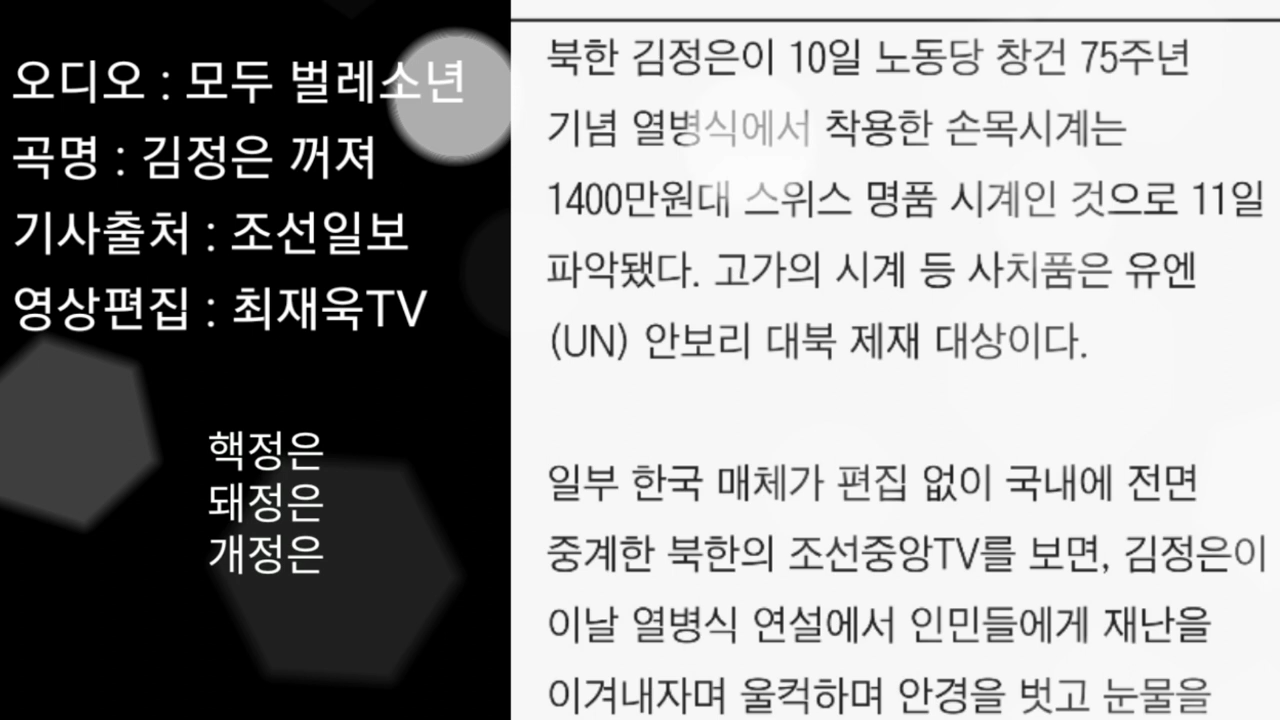 오디오 : 모두 벌레소년
곡명 : 김정은 꺼져
기사출처 : 조선일보
영상편집 : 최재욱TV
핵정은
돼정은
개정은
북한 김정은이 10일 노동당 창건 75주년
기념 열병식에서 착용한 손목시계는
1400만원대 스위스 명품 시계인 것으로 11일
파악됐다. 고가의 시계 등 사치품은 유엔
(UN) 안보리 대북 제재 대상이다.
일부 한국 매체가 편집 없이 국내에 전면
중계한 북한의 조선중앙TV를 보면, 김정은이
이날 열병식 연설에서 인민들에게 재난을
이겨내자며 울컥하며 안경을 벗고 눈물을